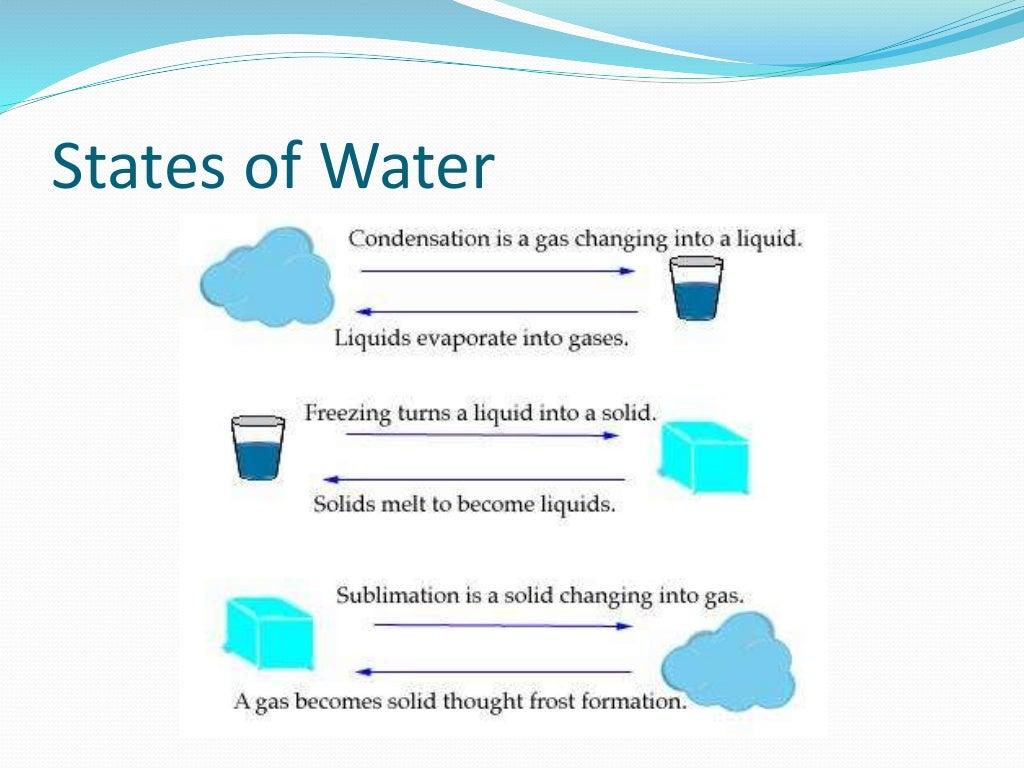 States of Water
Condensation is a gas changing into a liquid.
Liquids evaporate into gases.
Freezing turns a liquid into a solid.
Solids melt to become liquids.
Sublimation is a solid changing into gas.
A gas becomes solid thought frost formation.